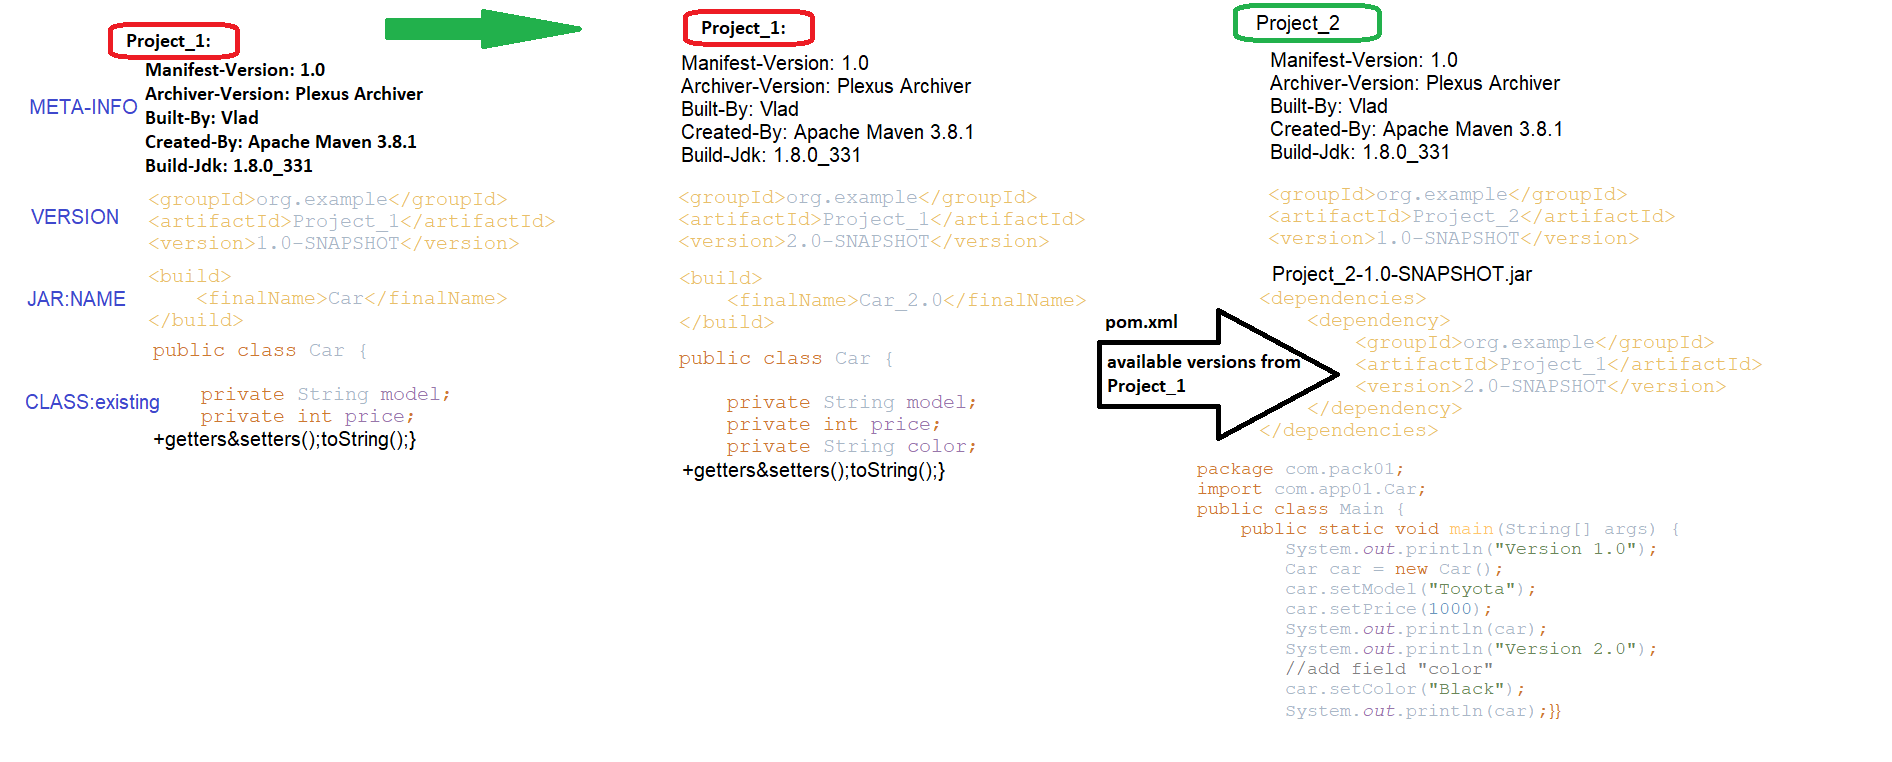 Project_1:
META-INFO
Manifest-Version: 1.0
Archiver-Version: Plexus Archiver
Built-By: Vlad
Created-By: Apache Maven 3.8.1
Build-Jdk: 1.8.0_331
VERSION
<groupId>org.example</groupId>
<artifactId>Project_1</artifactId>
<version>1.0-SNAPSHOT</version>
JAR:NAME
<build>
<finalName>Car</finalName>
</build>
CLASS:existing
public class Car {
private String model;
private int price;
+getters&setters();toString();}
Project_1:
Manifest-Version: 1.0
Archiver-Version: Plexus Archiver
Built-By: Vlad
Created-By: Apache Maven 3.8.1
Build-Jdk: 1.8.0_331
<groupId>org.example</groupId>
<artifactId>Project_1</artifactId>
<version>2.0-SNAPSHOT</version>
<build>
<finalName>Car_2.0</finalName>
</build>
public class Car {
private String model;
private int price;
private String color;
+getters&setters();toString();}
Project_2
Manifest-Version: 1.0
Archiver-Version: Plexus Archiver
Built-By: Vlad
Created-By: Apache Maven 3.8.1
Build-Jdk: 1.8.0_331
<groupId>org.example</groupId>
<artifactId>Project_2</artifactId>
<version>1.0-SNAPSHOT</version>
Project_2-1.0-SNAPSHOT.jar
pom.xml
available versions from
Project_1
<dependencies>
<dependency>
<groupId>org.example</groupId>
<artifactId>Project_1</artifactId>
<version>2.0-SNAPSHOT</version>
</dependency>
</dependencies>
package com.pack01;
import com.app01.Car;
public class Main {
public static void main(String[] args) {
System.out.println("Version 1.0");
Car car = new Car();
car.setModel("Toyota");
car.setPrice(1000);
System.out.println(car);
System.out.println("Version 2.0");
//add field "color"
car.setColor("Black");
System.out.println(car);}}